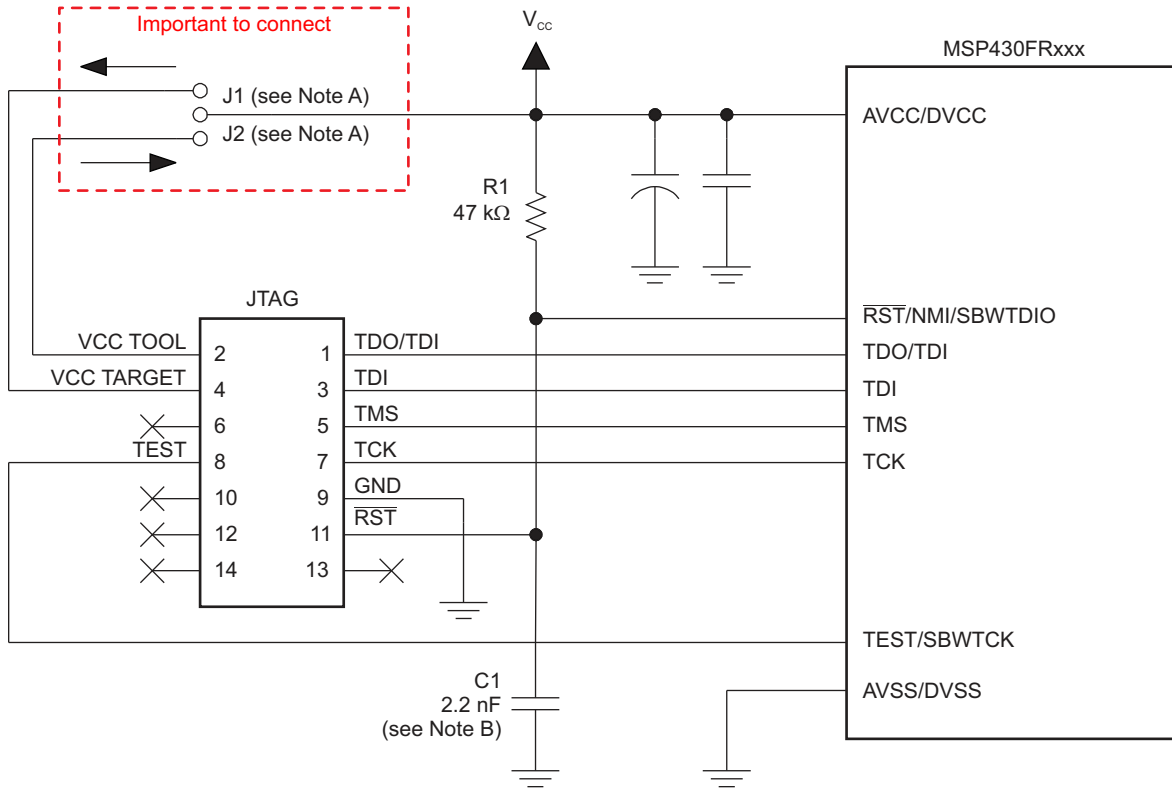 Important to connect
VCC
MSP430FRxxx
J1 (see Note A)
J2 (see Note A)
AVCC/DVCC
R1
47 kΩ
JTAG
RST/NMI/SBWTDIO
VCC TOOL 2 1 TDO/TDI
TDO/TDI
VCC TARGET 4 3 TDI
TDI
6 5 TMS
TMS
TEST 8 7 TCK
TCK
10 9 GND
12 11 RST
14 13
TEST/SBWTCK
C1
2.2 nF
(see Note B)
AVSS/DVSS